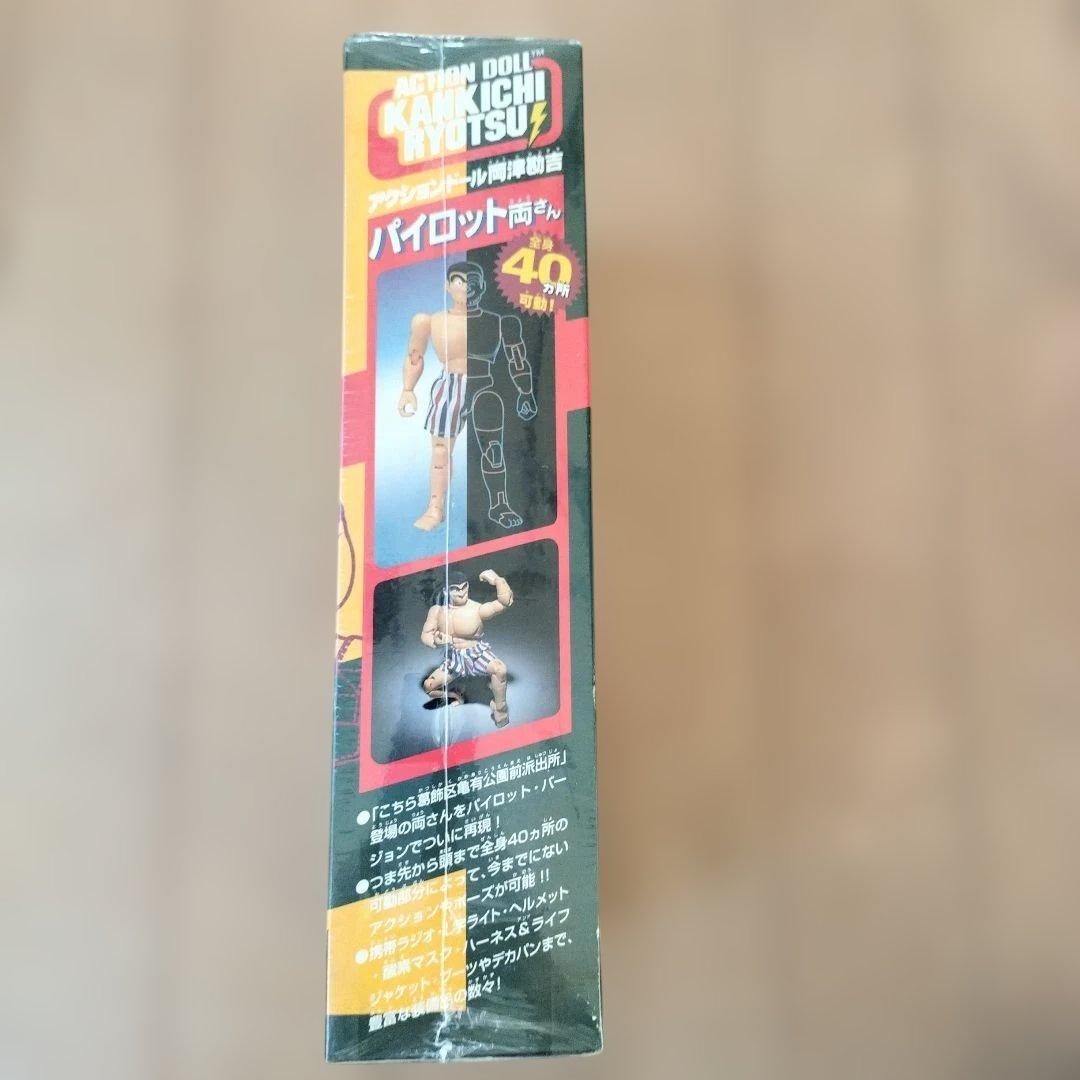 ACTION DOLL™
KANKICHI
RYOTSU
アクションドール両津勘吉
パイロット両さん
全身
40
ヵ所
可動!
●「こちら葛飾区亀有公園前派出所」
登場の両さんをパイロット・バー
ジョンでついに再現!
●つま先から頭まで全身40ヵ所の
可動部分によって、今までにない
アクションやポーズが可能!!
●携帯ラジオ・L字ライト・ヘルメット
・酸素マスク・ハーネス&ライフ
ジャケット・ブーツやデカパンまで、
豊富な装備品の数々!